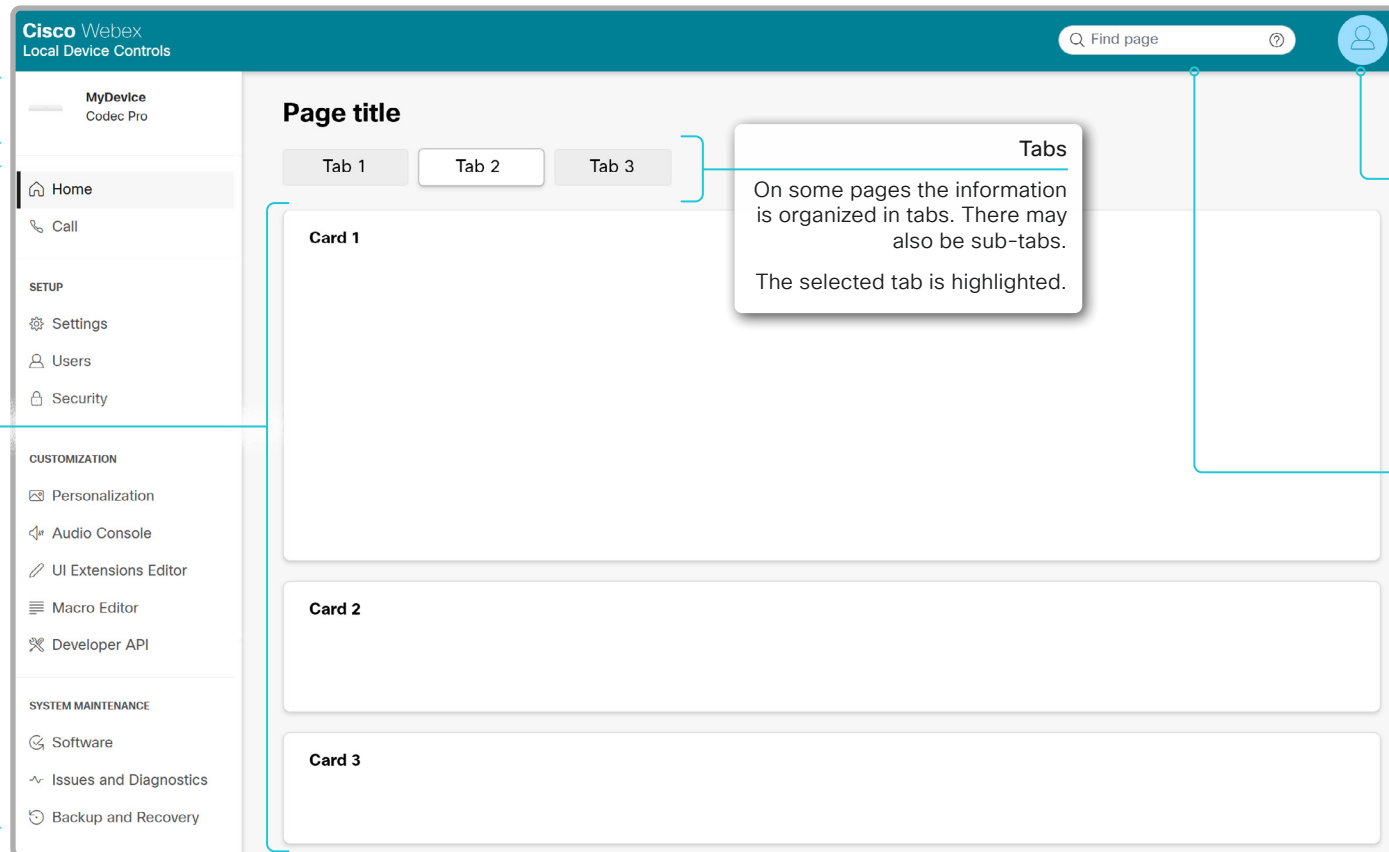 Cisco Webex
Local Device Controls
Find page
MyDevice
Codec Pro
Home
Call
SETUP
Settings
Users
Security
CUSTOMIZATION
Personalization
Audio Console
UI Extensions Editor
Macro Editor
Developer API
SYSTEM MAINTENANCE
Software
Issues and Diagnostics
Backup and Recovery
Page title
Tab 1
Tab 2
Tab 3
Tabs
On some pages the information
is organized in tabs. There may
also be sub-tabs.
The selected tab is highlighted.
Card 1
Card 2
Card 3